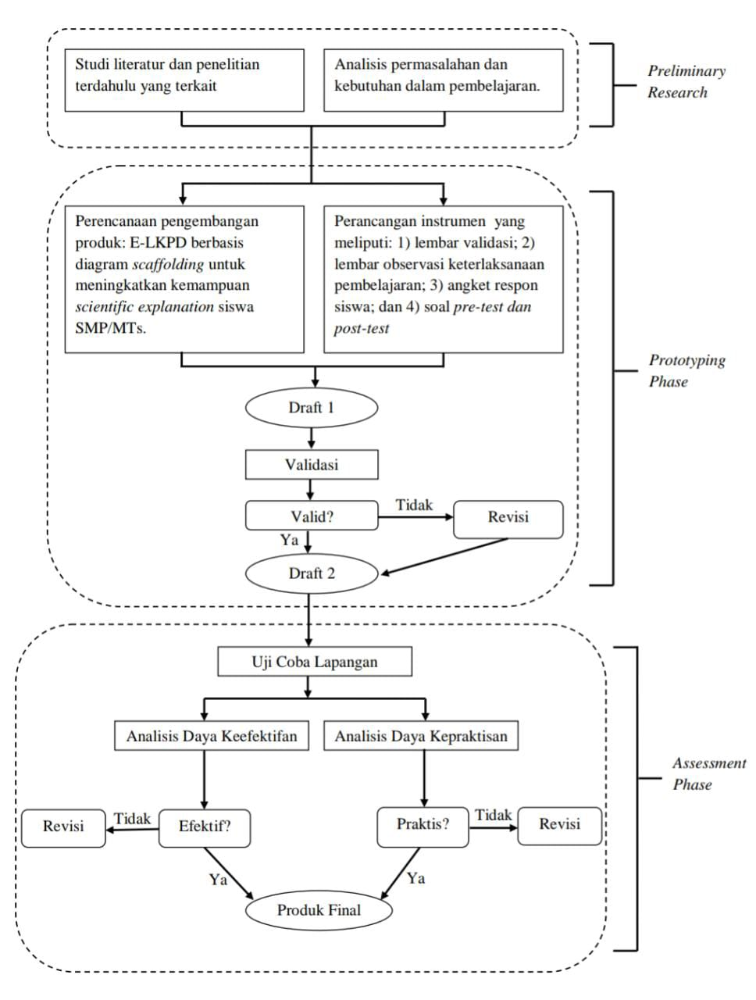 Studi literatur dan penelitian
terdahulu yang terkait
Analisis permasalahan dan
kebutuhan dalam pembelajaran.
Preliminary
Research
Perencanaan pengembangan
produk: E-LKPD berbasis
diagram scaffolding untuk
meningkatkan kemampuan
scientific explanation siswa
SMP/MTs.
Perancangan instrumen yang
meliputi: 1) lembar validasi; 2)
lembar observasi keterlaksanaan
pembelajaran; 3) angket respon
siswa; dan 4) soal pre-test dan
post-test
Prototyping
Phase
Draft 1
Validasi
Valid?
Tidak
Revisi
Ya
Draft 2
Uji Coba Lapangan
Analisis Daya Keefektifan
Analisis Daya Kepraktisan
Assessment
Phase
Revisi
Tidak
Efektif?
Praktis?
Tidak
Revisi
Ya
Ya
Produk Final